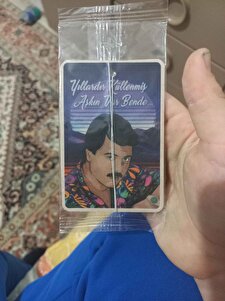 Yıllardır Küllenmiş
Aşkın Var Bende